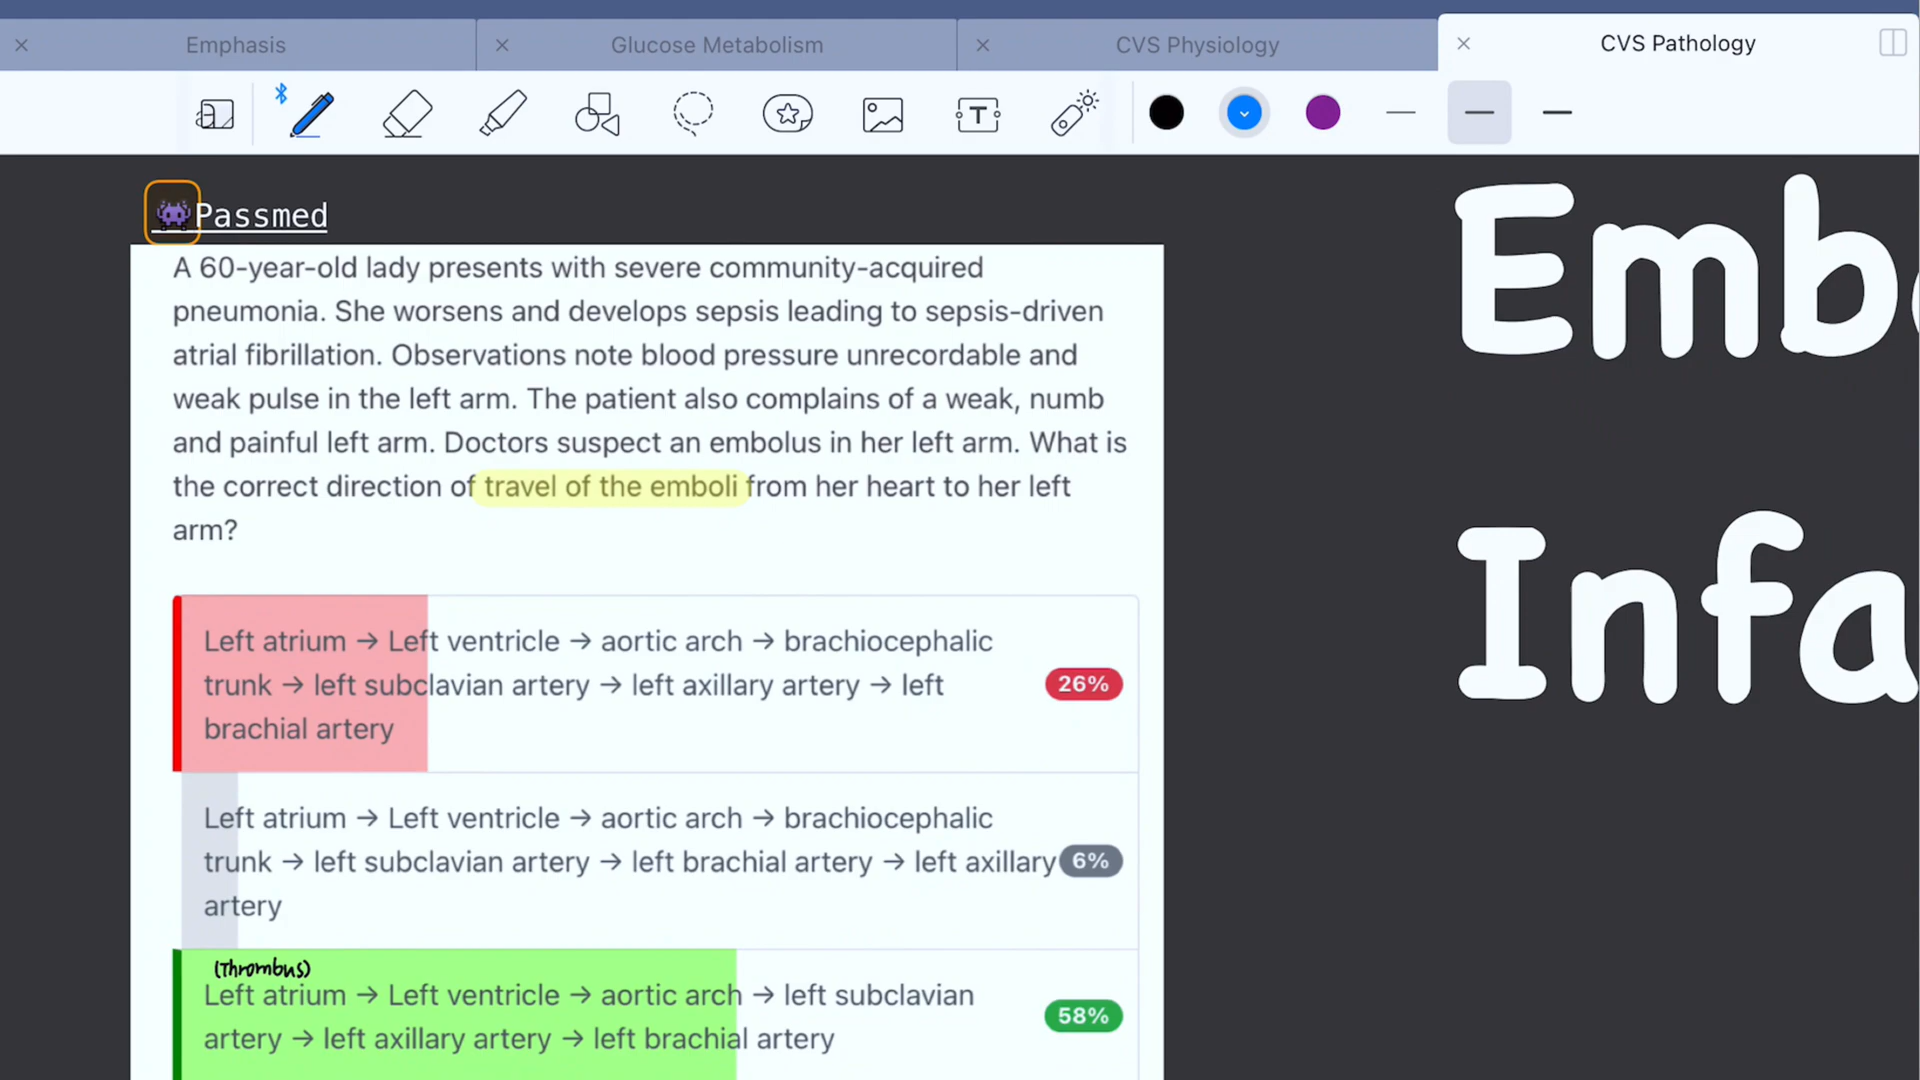 Emphasis
Glucose Metabolism
CVS Physiology
CVS Pathology
T
Passmed
A 60-year-old lady presents with severe community-acquired
pneumonia. She worsens and develops sepsis leading to sepsis-driven
atrial fibrillation. Observations note blood pressure unrecordable and
weak pulse in the left arm. The patient also complains of a weak, numb
and painful left arm. Doctors suspect an embolus in her left arm. What is
the correct direction of travel of the emboli from her heart to her left
arm?
Left atrium → Left ventricle → aortic arch → brachiocephalic
trunk → left subclavian artery → left axillary artery → left
brachial artery
26%
Left atrium → Left ventricle → aortic arch → brachiocephalic
trunk → left subclavian artery → left brachial artery → left axillary
artery
6%
(Thrombus)
Left atrium → Left ventricle → aortic arch → left subclavian
artery → left axillary artery → left brachial artery
58%
Emb
Infa